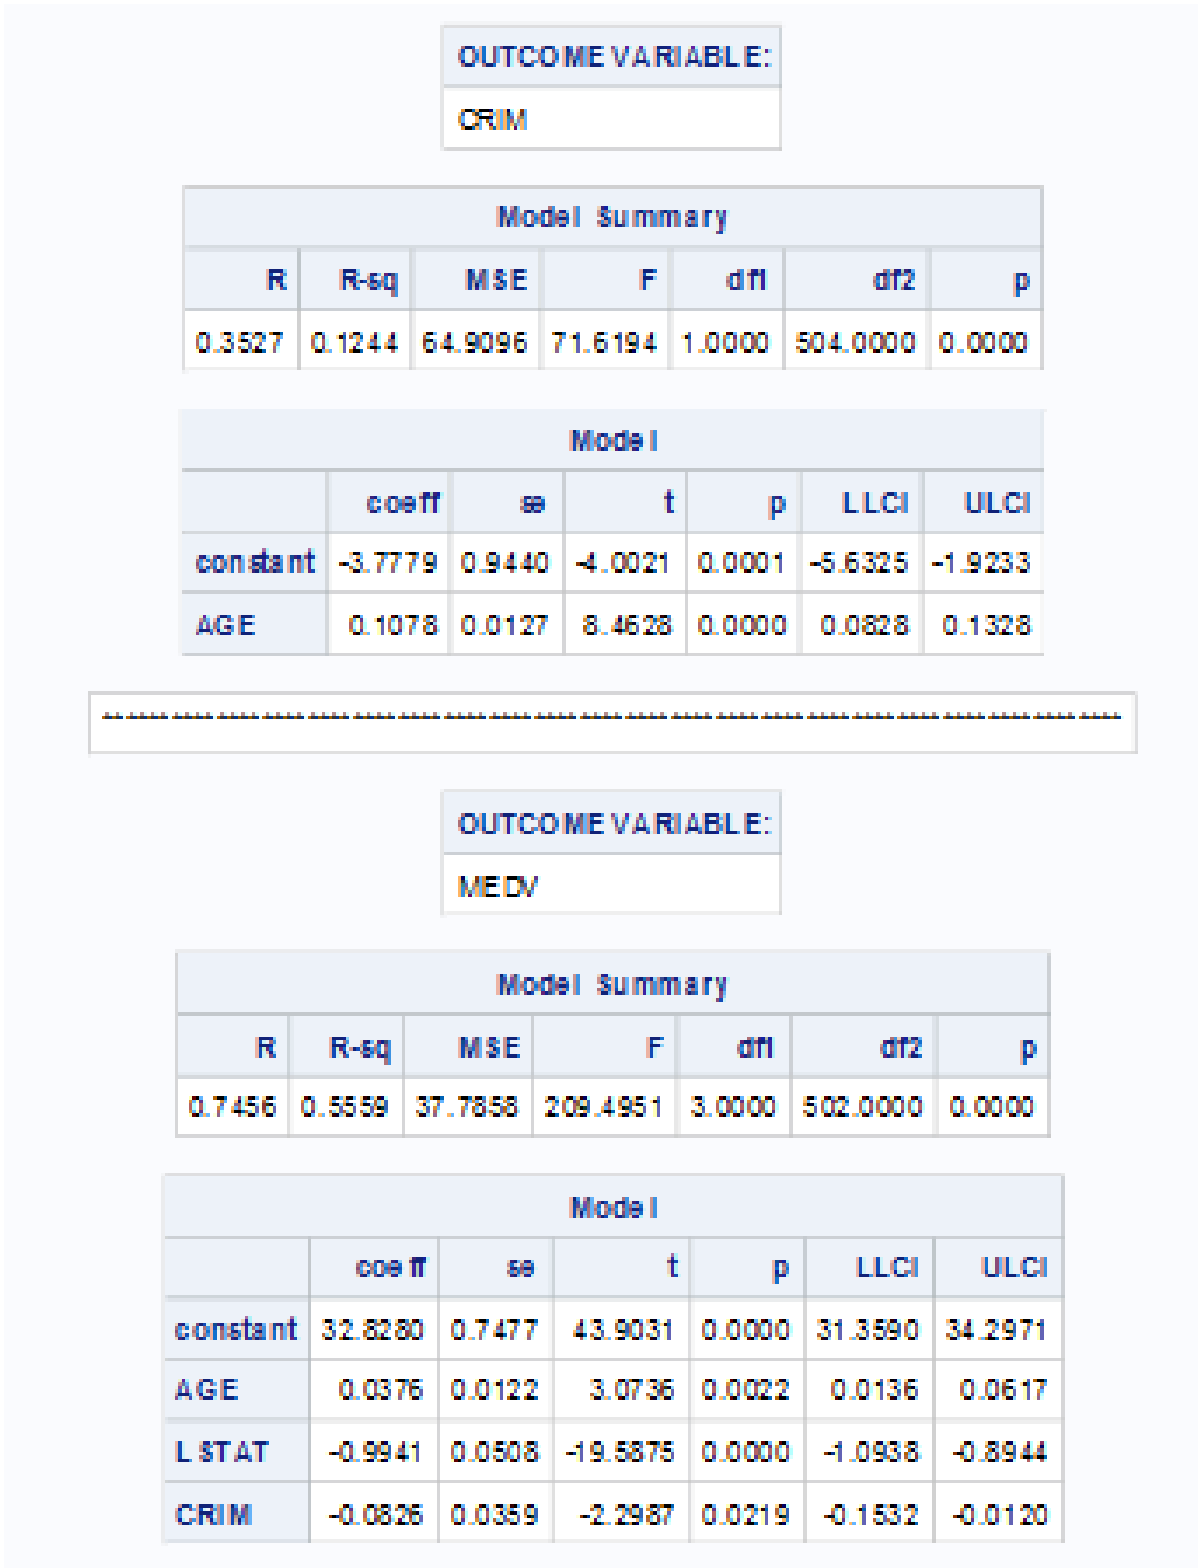 OUTCOME VARIABLE:
CRIM
Model Summary
R R-sq MSE F df1 df2 p
0.3527 0.1244 64.9096 71.6194 1.0000 504.0000 0.0000
Model
coeff se t p LLCI ULCI
constant -3.7779 0.9440 -4.0021 0.0001 -5.6325 -1.9233
AGE 0.1078 0.0127 8.4628 0.0000 0.0828 0.1328
OUTCOME VARIABLE:
MEDV
Model Summary
R R-sq MSE F df1 df2 p
0.7456 0.5559 37.7858 209.4951 3.0000 502.0000 0.0000
Model
coeff se t p LLCI ULCI
constant 32.8280 0.7477 43.9031 0.0000 31.3590 34.2971
AGE 0.0376 0.0122 3.0736 0.0022 0.0136 0.0617
LSTAT -0.9941 0.0508 -19.5875 0.0000 -1.0938 -0.8944
CRIM -0.0826 0.0359 -2.2987 0.0219 -0.1532 -0.0120